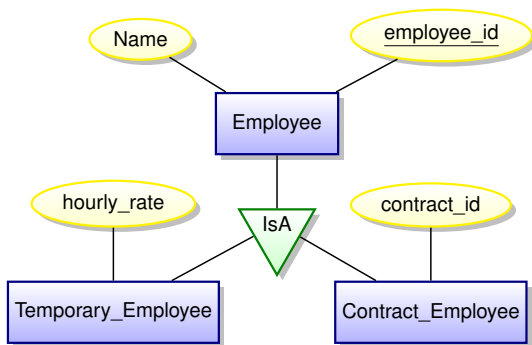 Name
employee_id
Employee
hourly_rate
IsA
contract_id
Temporary_Employee
Contract_Employee